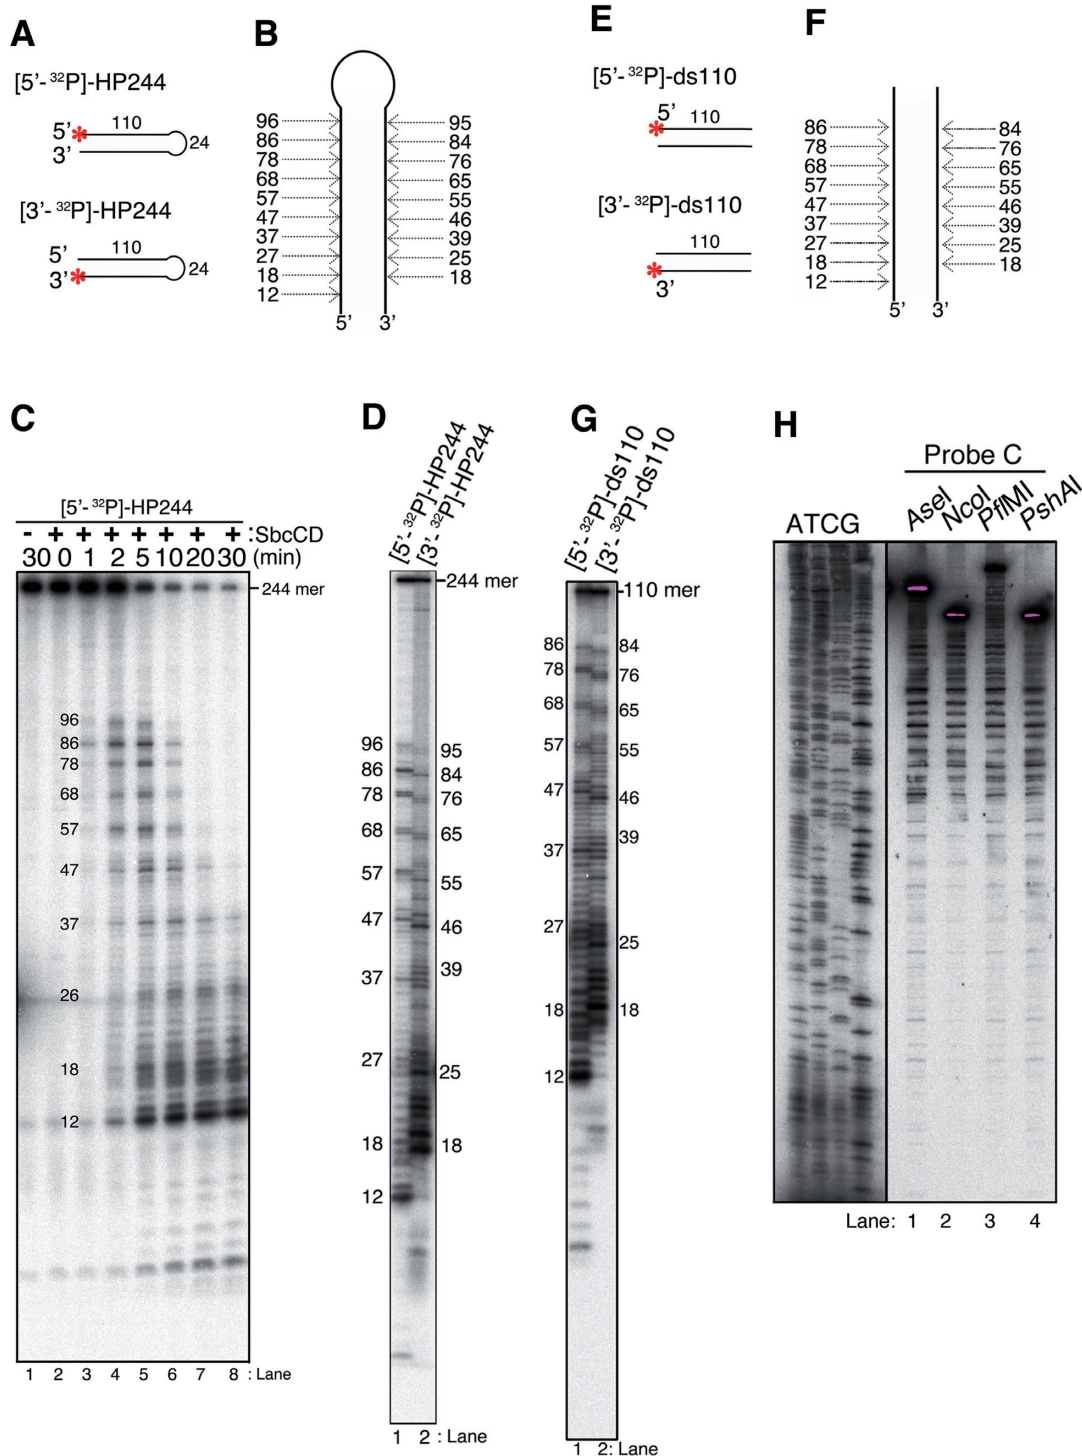 A
[5’-³²P]-HP244
5’ * 110
3’ 24
[3’-³²P]-HP244
5’ 110
3’ * 24
B
96 95
86 84
78 76
68 65
57 55
47 46
37 39
27 25
18 18
12
5’ 3’
E
[5’-³²P]-ds110
5’
* 110
[3’-³²P]-ds110
110
*
3’
F
86 84
78 76
68 65
57 55
47 46
37 39
27 25
18 18
12
5’ 3’
C
[5’-³²P]-HP244
- + + + + + + + :SbcCD
30 0 1 2 5 10 20 30 (min)
244 mer
96
86
78
68
57
47
37
26
18
12
1 2 3 4 5 6 7 8 : Lane
D
[5’-³²P]-HP244
[3’-³²P]-HP244
244 mer
96 95
86 84
78 76
68 65
57 55
47 46
37 39
27 25
18 18
12
1 2 : Lane
G
[5’-³²P]-ds110
[3’-³²P]-ds110
110 mer
86 84
78 76
68 65
57 55
47 46
37 39
27 25
18 18
12
1 2: Lane
H
Probe C
ATCG AseI NcoI PflMI PshAI
Lane: 1 2 3 4